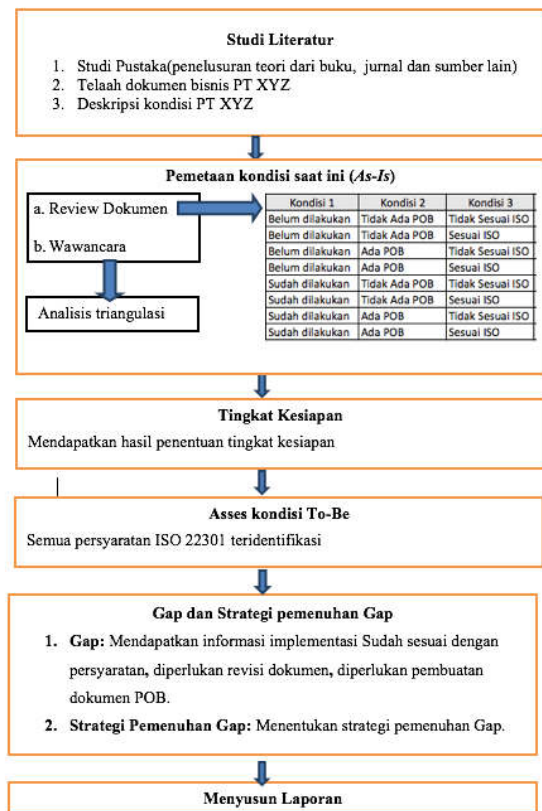 Studi Literatur
1. Studi Pustaka(penelusuran teori dari buku, jurnal dan sumber lain)
2. Telaah dokumen bisnis PT XYZ
3. Deskripsi kondisi PT XYZ
Pemetaan kondisi saat ini (As-Is)
a. Review Dokumen
b. Wawancara
Analisis triangulasi
Kondisi 1 Kondisi 2 Kondisi 3
Belum dilakukan Tidak Ada POB Tidak Sesuai ISO
Belum dilakukan Tidak Ada POB Sesuai ISO
Belum dilakukan Ada POB Tidak Sesuai ISO
Belum dilakukan Ada POB Sesuai ISO
Sudah dilakukan Tidak Ada POB Tidak Sesuai ISO
Sudah dilakukan Tidak Ada POB Sesuai ISO
Sudah dilakukan Ada POB Tidak Sesuai ISO
Sudah dilakukan Ada POB Sesuai ISO
Tingkat Kesiapan
Mendapatkan hasil penentuan tingkat kesiapan
Asses kondisi To-Be
Semua persyaratan ISO 22301 teridentifikasi
Gap dan Strategi pemenuhan Gap
1. Gap: Mendapatkan informasi implementasi Sudah sesuai dengan
persyaratan, diperlukan revisi dokumen, diperlukan pembuatan
dokumen POB.
2. Strategi Pemenuhan Gap: Menentukan strategi pemenuhan Gap.
Menyusun Laporan